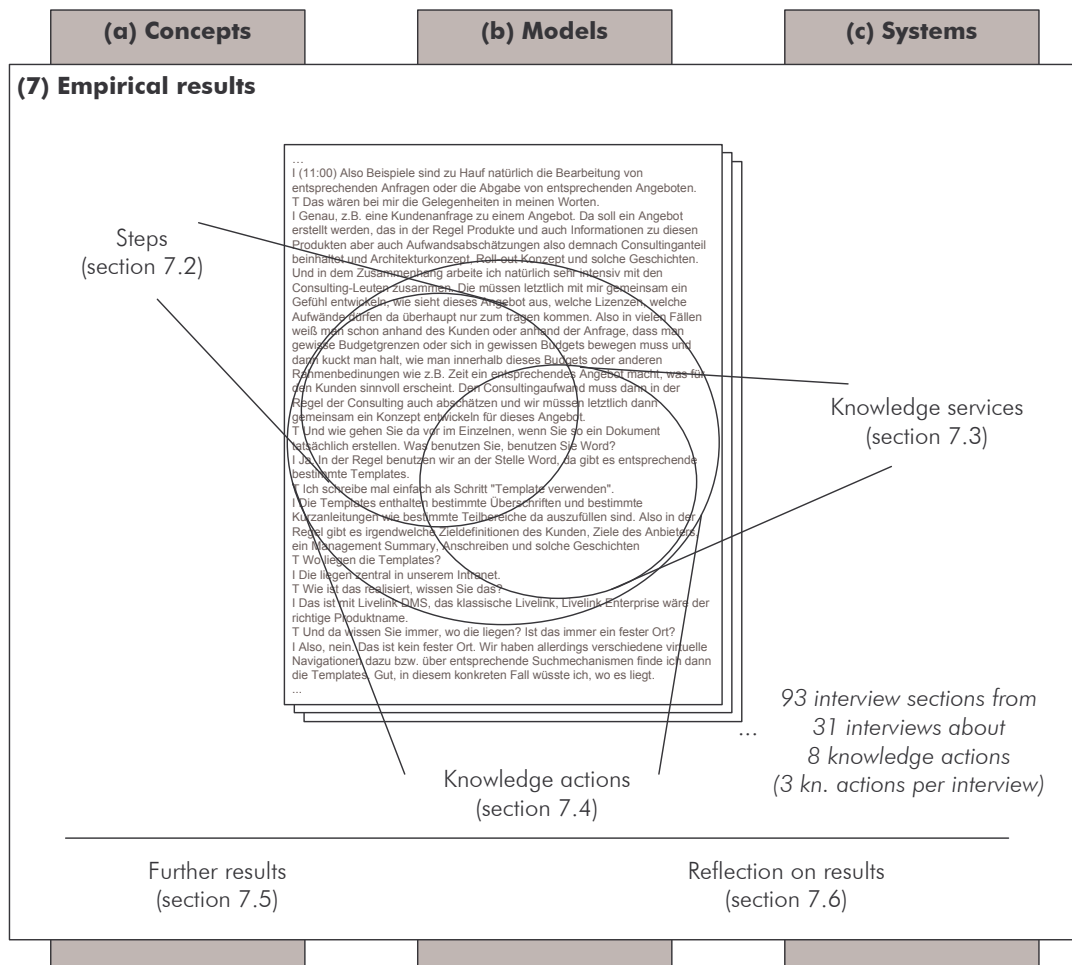 (a) Concepts
(b) Models
(c) Systems
(7) Empirical results
...
I (11:00) Also Beispiele sind zu Hauf natürlich die Bearbeitung von
entsprechenden Anfragen oder die Abgabe von entsprechenden Angeboten.
T Das wären bei mir die Gelegenheiten in meinen Worten.
I Genau, z.B. eine Kundenanfrage zu einem Angebot. Da soll ein Angebot
erstellt werden, das in der Regel Produkte und auch Informationen zu diesen
Produkten aber auch Aufwandsabschätzungen also demnach Consultinganteil
beinhaltet und Architekturkonzept, Roll-out Konzept und solche Geschichten.
Und in dem Zusammenhang arbeite ich natürlich sehr intensiv mit den
Consulting-Leuten zusammen. Die müssen letztlich mit mir gemeinsam ein
Gefühl entwickeln, wie sieht dieses Angebot aus, welche Lizenzen, welche
Aufwände dürfen da überhaupt nur zum tragen kommen. Also in vielen Fällen
weiß man schon anhand des Kunden oder anhand der Anfrage, dass man
gewisse Budgetgrenzen oder sich in gewissen Budgets bewegen muss und
dann kuckt man halt, wie man innerhalb dieses Budgets oder anderen
Rahmenbedinungen wie z.B. Zeit ein entsprechendes Angebot macht, was für
den Kunden sinnvoll erscheint. Den Consultingaufwand muss dann in der
Regel der Consulting auch abschätzen und wir müssen letztlich dann
gemeinsam ein Konzept entwickeln für dieses Angebot.
T Und wie gehen Sie da vor im Einzelnen, wenn Sie so ein Dokument
tatsächlich erstellen. Was benutzen Sie, benutzen Sie Word?
I Ja. In der Regel benutzen wir an der Stelle Word, da gibt es entsprechende
bestimmte Templates.
T Ich schreibe mal einfach als Schritt "Template verwenden".
I Die Templates enthalten bestimmte Überschriften und bestimmte
Kurzanleitungen wie bestimmte Teilbereiche da auszufüllen sind. Also in der
Regel gibt es irgendwelche Zieldefinitionen des Kunden, Ziele des Anbieters,
ein Management Summary, Anschreiben und solche Geschichten
T Wo liegen die Templates?
I Die liegen zentral in unserem Intranet.
T Wie ist das realisiert, wissen Sie das?
I Das ist mit Livelink DMS, das klassische Livelink, Livelink Enterprise wäre der
richtige Produktname.
T Und da wissen Sie immer, wo die liegen? Ist das immer ein fester Ort?
I Also, nein. Das ist kein fester Ort. Wir haben allerdings verschiedene virtuelle
Navigationen dazu bzw. über entsprechende Suchmechanismen finde ich dann
die Templates. Gut, in diesem konkreten Fall wüsste ich, wo es liegt.
...
Steps
(section 7.2)
Knowledge services
(section 7.3)
...
93 interview sections from
31 interviews about
8 knowledge actions
(3 kn. actions per interview)
Knowledge actions
(section 7.4)
Further results
(section 7.5)
Reflection on results
(section 7.6)